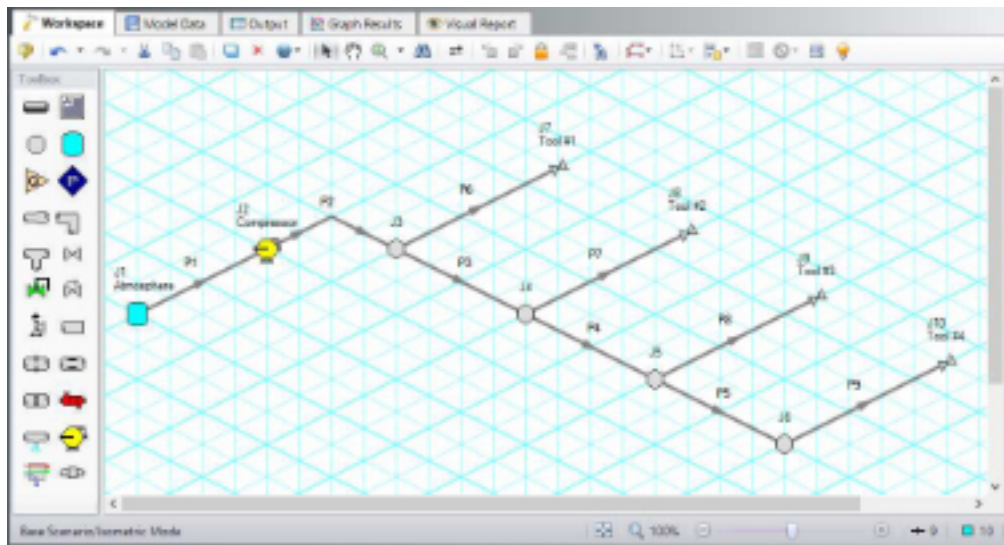 Workspace
Model Data
Output
Graph Results
Visual Report
Toolbox
J7
Tool #1
P6
J8
Tool #2
J2
Compressor
P2
J3
P7
J9
Tool #3
P1
P3
J1
Atmosphere
J4
P8
J10
Tool #4
P4
J5
P5
P9
J6
Base Scenario/Isometric Mode
100%
9
10